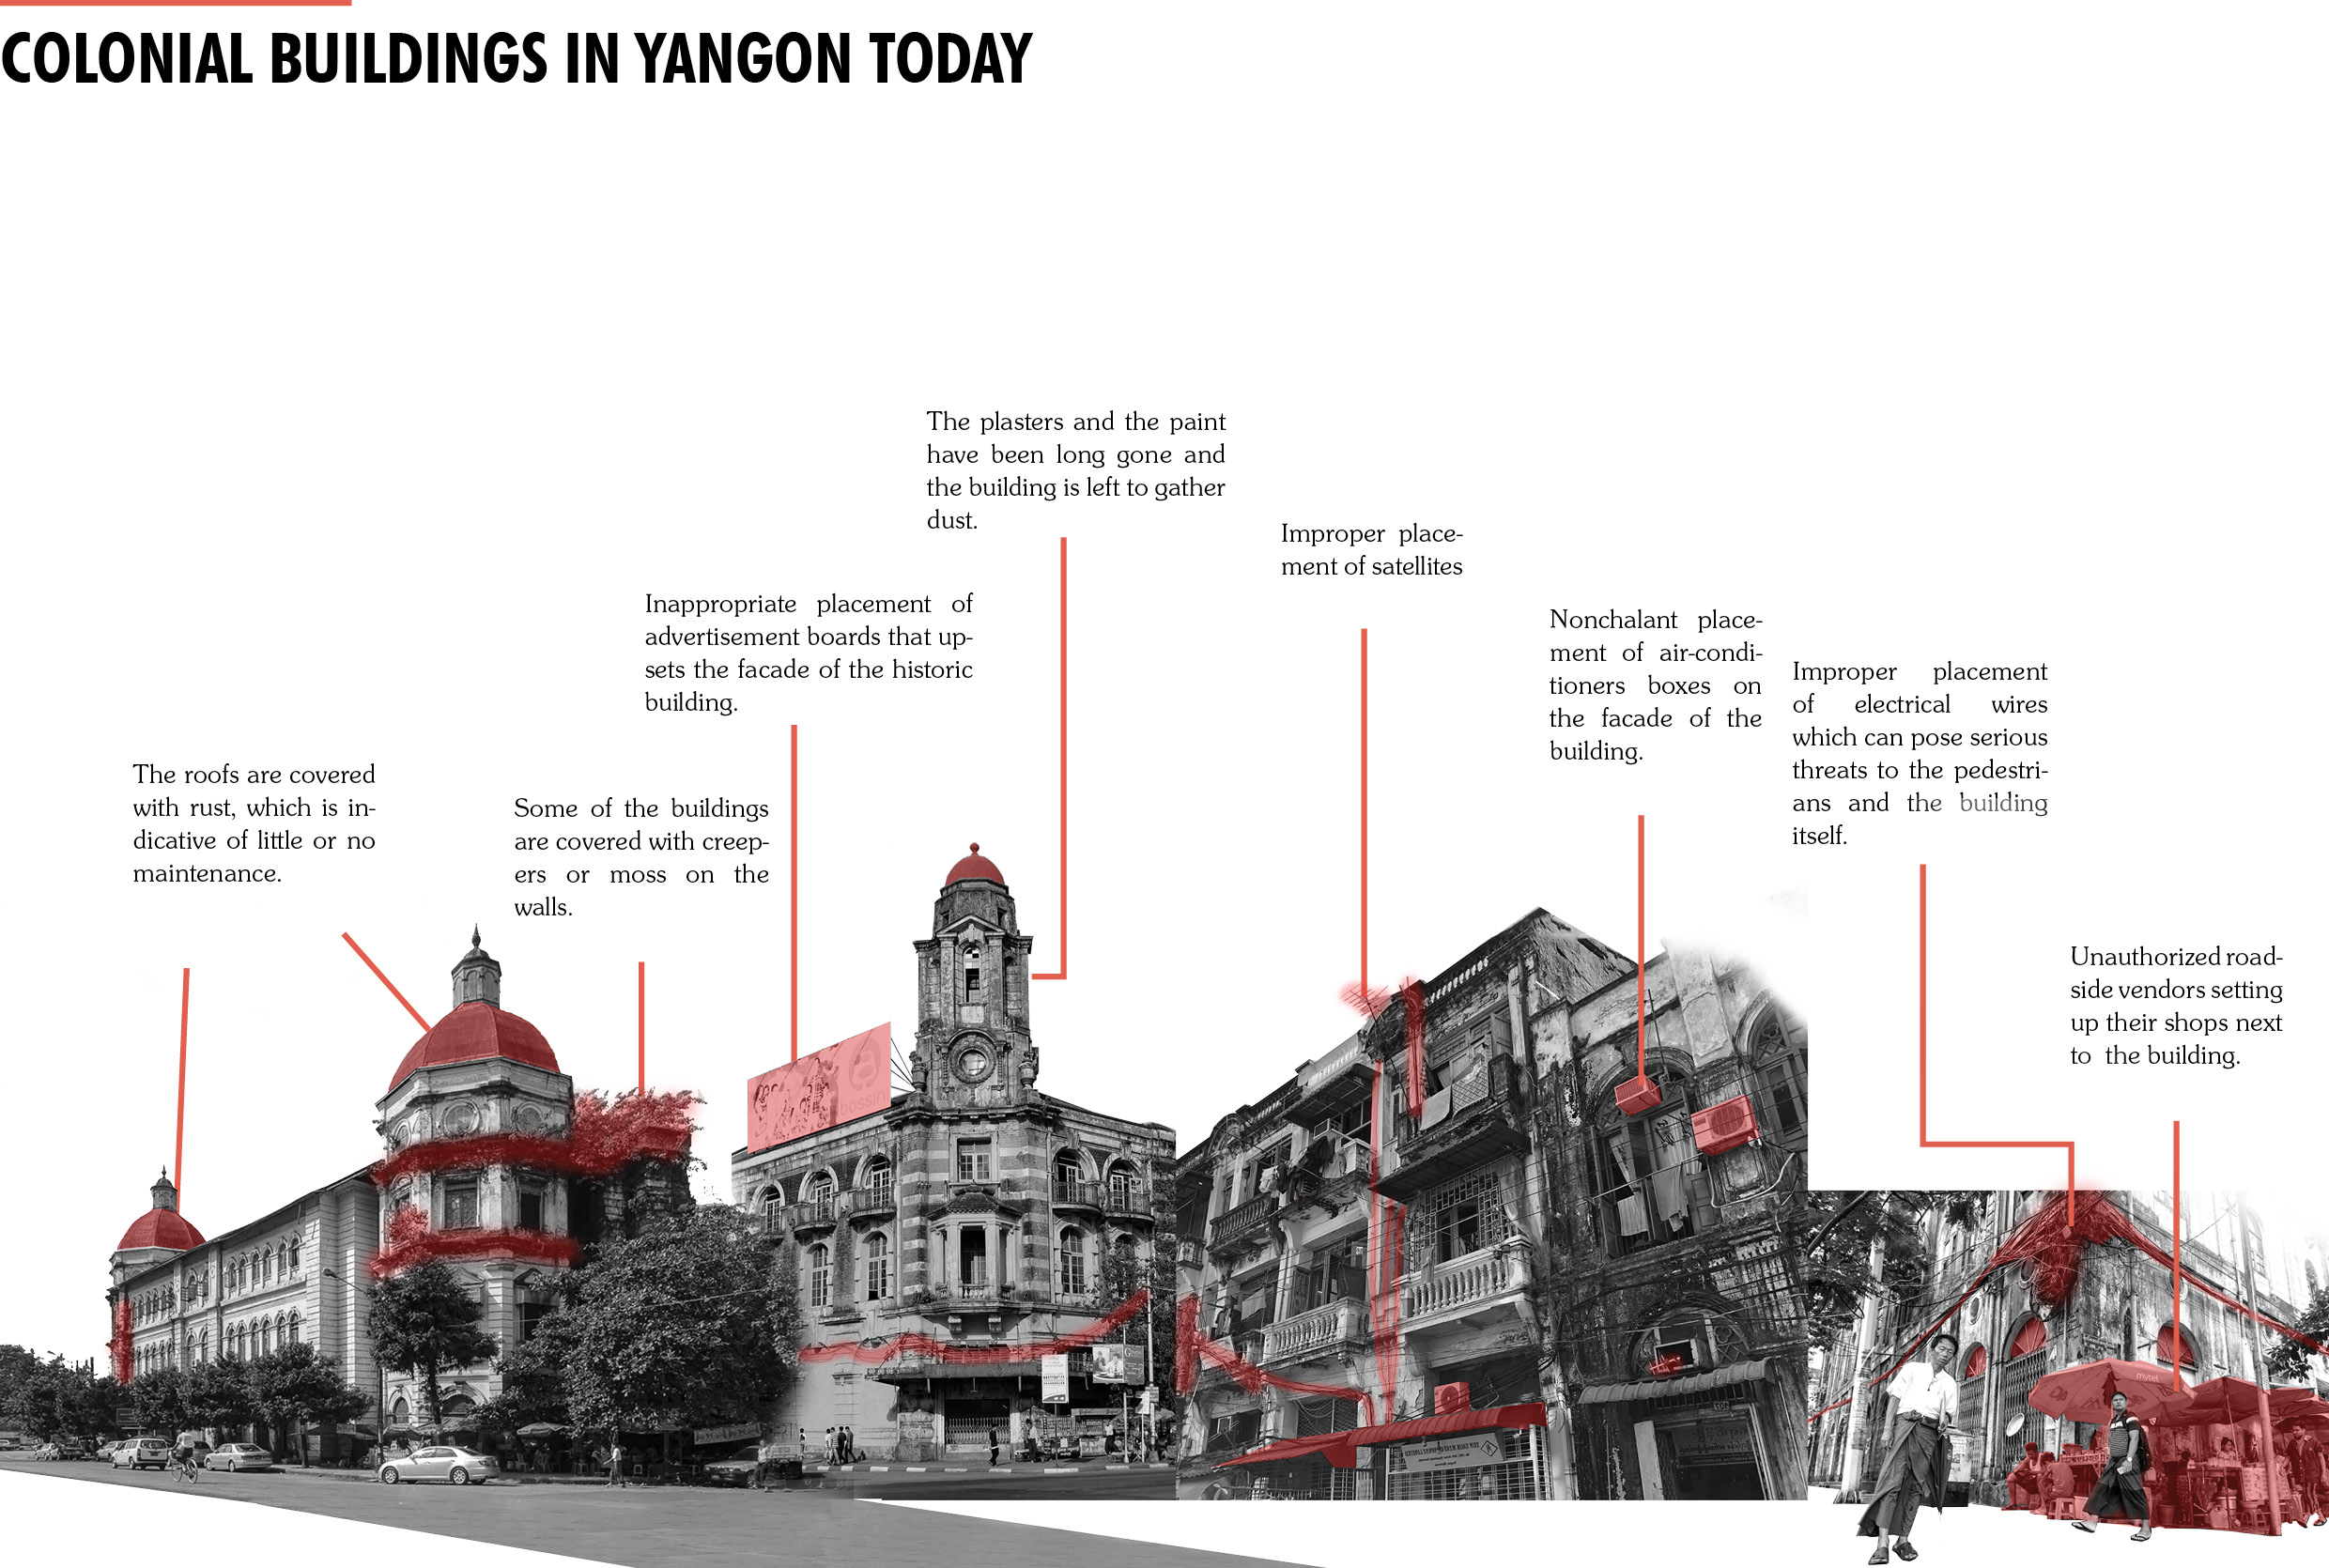 COLONIAL BUILDINGS IN YANGON TODAY
The plasters and the paint
have been long gone and
the building is left to gather
dust.
Improper place-
ment of satellites
Inappropriate placement of
advertisement boards that up-
sets the facade of the historic
building.
Nonchalant place-
ment of air-condi-
tioners boxes on
the facade of the
building.
Improper placement
of electrical wires
which can pose serious
threats to the pedestri-
ans and the building
itself.
The roofs are covered
with rust, which is in-
dicative of little or no
maintenance.
Some of the buildings
are covered with creep-
ers or moss on the
walls.
Unauthorized road-
side vendors setting
up their shops next
to the building.
bossini
mytel